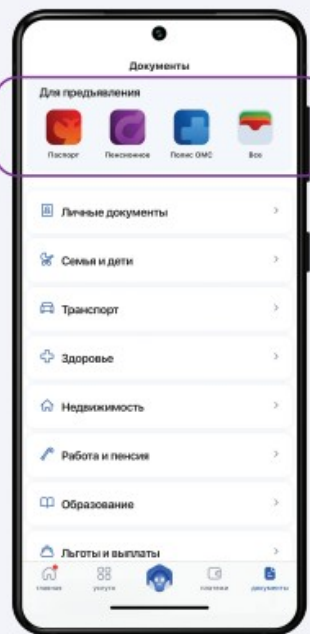 Документы
Для предъявления
Паспорт Пенсионное Полис ОМС Все
Личные документы
Семья и дети
Транспорт
Здоровье
Недвижимость
Работа и пенсия
Образование
Льготы и выплаты
главная услуги платежи документы